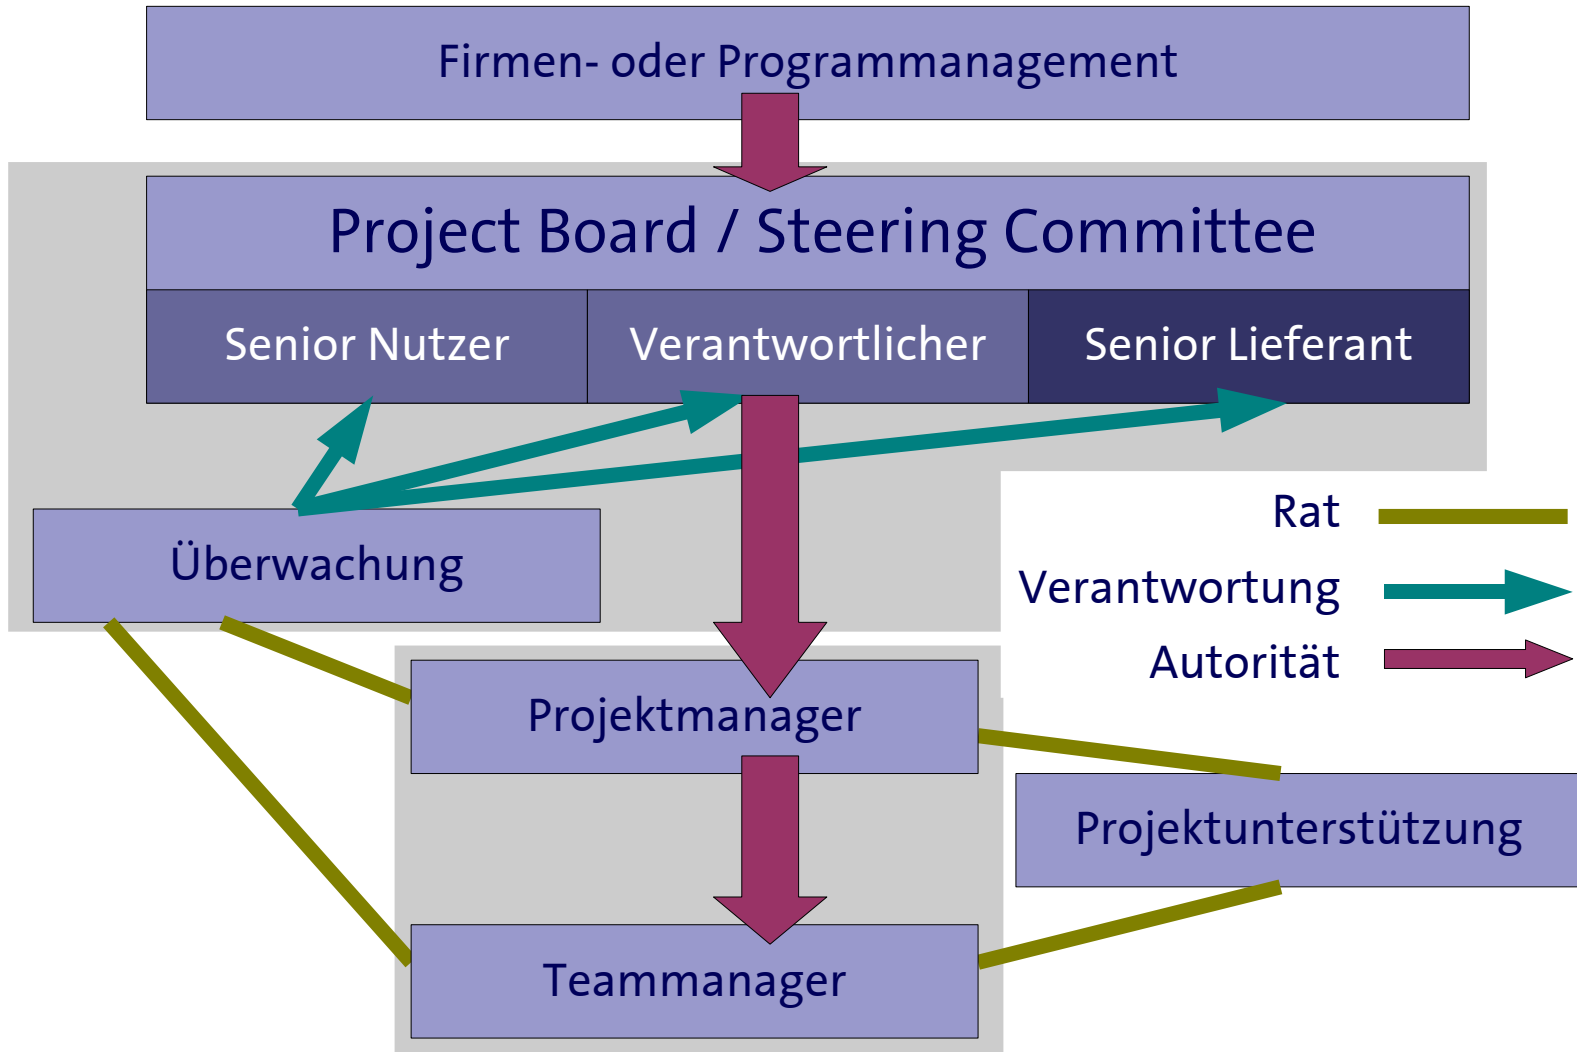 Firmen- oder Programmanagement
Project Board / Steering Committee
Senior Nutzer
Verantwortlicher
Senior Lieferant
Überwachung
Rat
Verantwortung
Autorität
Projektmanager
Projektunterstützung
Teammanager